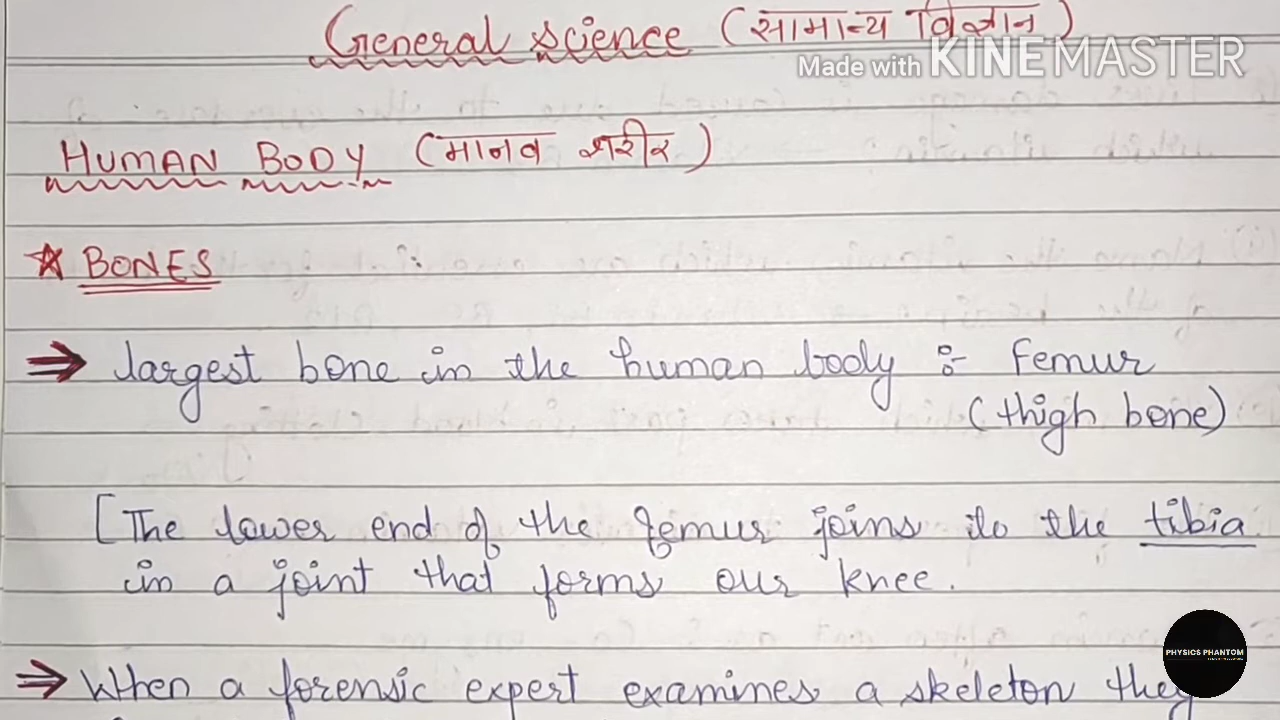 General science (सामान्य विज्ञान)
Made with KINEMASTER
HUMAN BODY (मानव शरीर)
☆ BONES
⇒ largest bone in the human body :- Femur
(thigh bone)
[The lower end of the femur joins to the tibia
in a joint that forms our knee.
⇒ When a forensic expert examines a skeleton they
PHYSICS PHANTOM